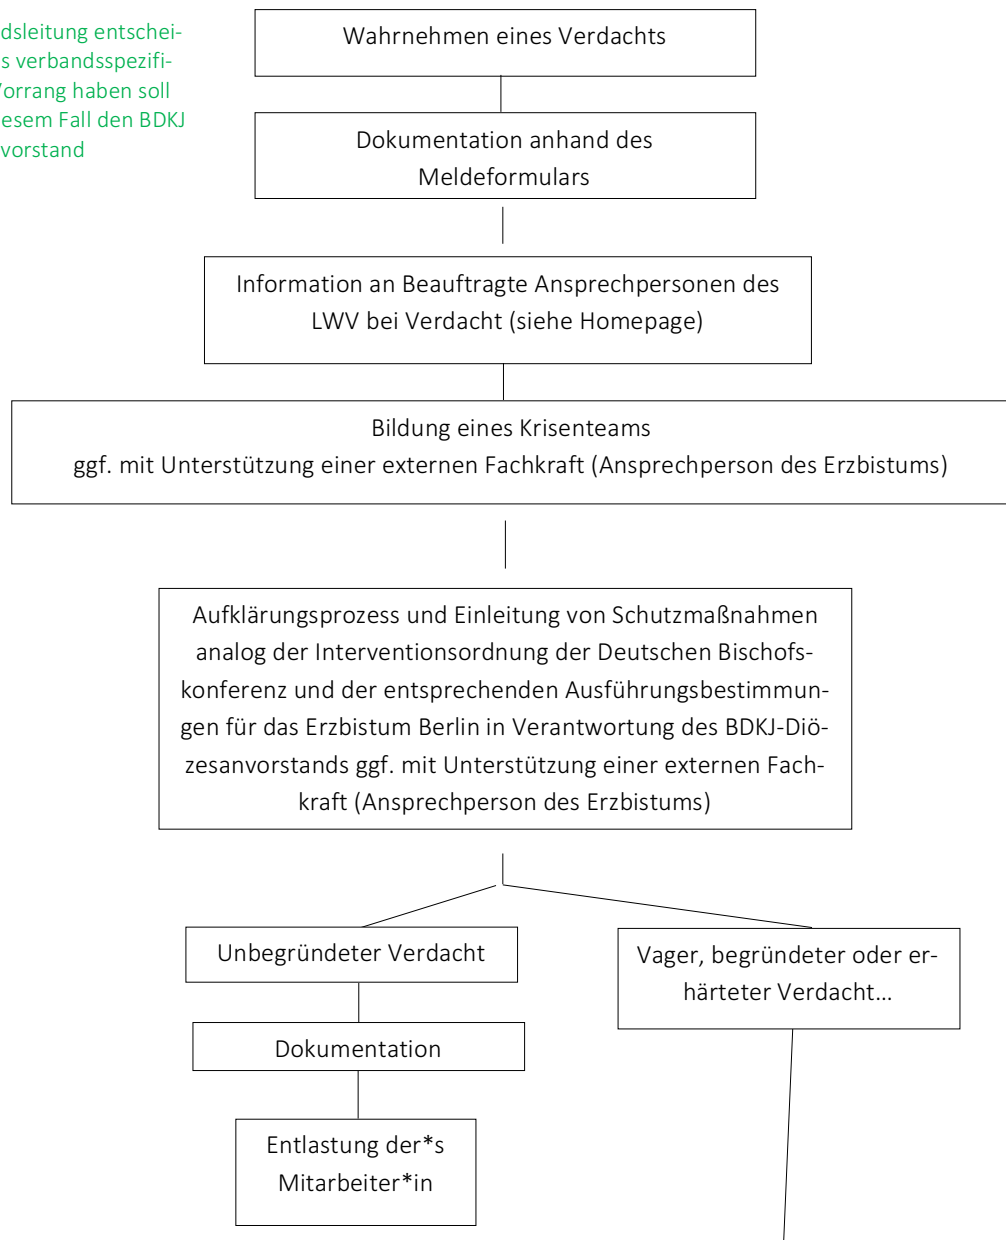 dsleitung entschei-
s verbandsspezifi-
Vorrang haben soll
esem Fall den BDKJ
vorstand
Wahrnehmen eines Verdachts
Dokumentation anhand des
Meldeformulars
Information an Beauftragte Ansprechpersonen des
LWV bei Verdacht (siehe Homepage)
Bildung eines Krisenteams
ggf. mit Unterstützung einer externen Fachkraft (Ansprechperson des Erzbistums)
Aufklärungsprozess und Einleitung von Schutzmaßnahmen
analog der Interventionsordnung der Deutschen Bischofs-
konferenz und der entsprechenden Ausführungsbestimmun-
gen für das Erzbistum Berlin in Verantwortung des BDKJ-Diö-
zesanvorstands ggf. mit Unterstützung einer externen Fach-
kraft (Ansprechperson des Erzbistums)
Unbegründeter Verdacht
Vager, begründeter oder er-
härteter Verdacht…
Dokumentation
Entlastung der*s
Mitarbeiter*in